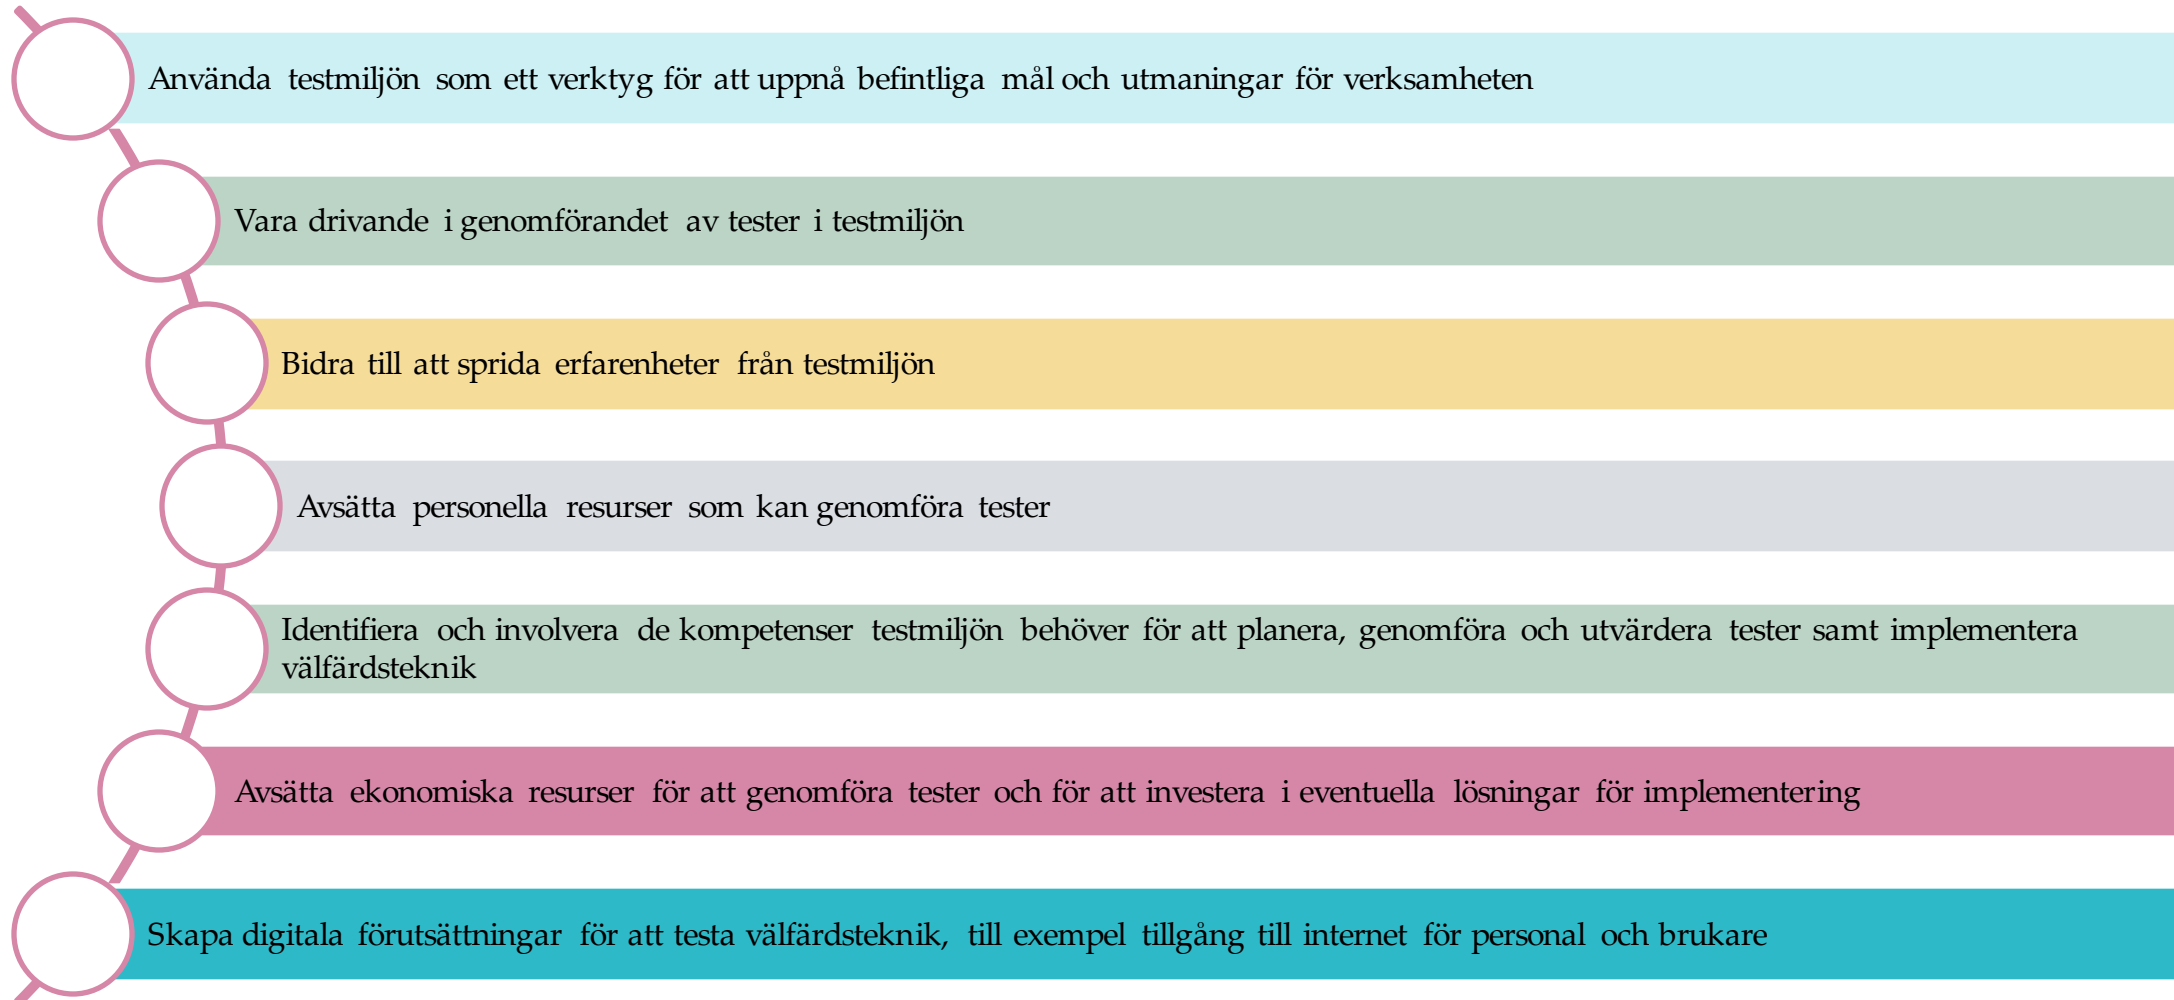 Använda testmiljön som ett verktyg för att uppnå befintliga mål och utmaningar för verksamheten
Vara drivande i genomförandet av tester i testmiljön
Bidra till att sprida erfarenheter från testmiljön
Avsätta personella resurser som kan genomföra tester
Identifiera och involvera de kompetenser testmiljön behöver för att planera, genomföra och utvärdera tester samt implementera
välfärdsteknik
Avsätta ekonomiska resurser för att genomföra tester och för att investera i eventuella lösningar för implementering
Skapa digitala förutsättningar för att testa välfärdsteknik, till exempel tillgång till internet för personal och brukare